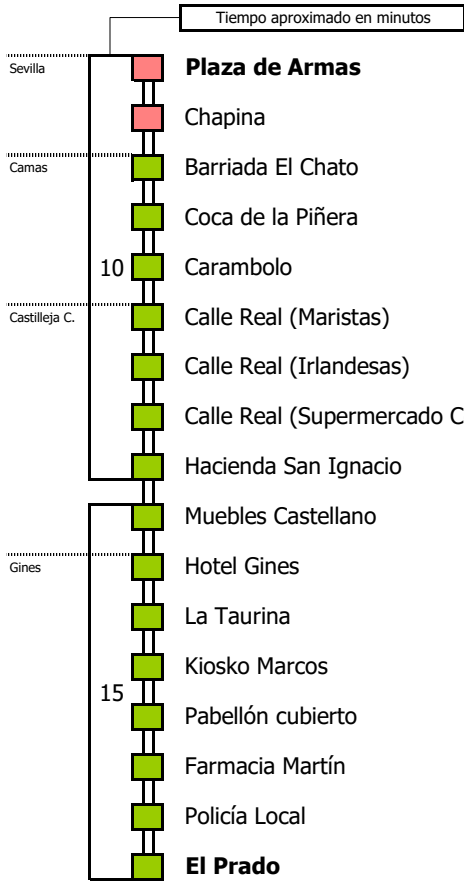 Tiempo aproximado en minutos
Sevilla
Plaza de Armas
Chapina
Camas
Barriada El Chato
Coca de la Piñera
10
Carambolo
Castilleja C.
Calle Real (Maristas)
Calle Real (Irlandesas)
Calle Real (Supermercado C
Hacienda San Ignacio
Muebles Castellano
Gines
Hotel Gines
La Taurina
Kiosko Marcos
15
Pabellón cubierto
Farmacia Martín
Policía Local
El Prado